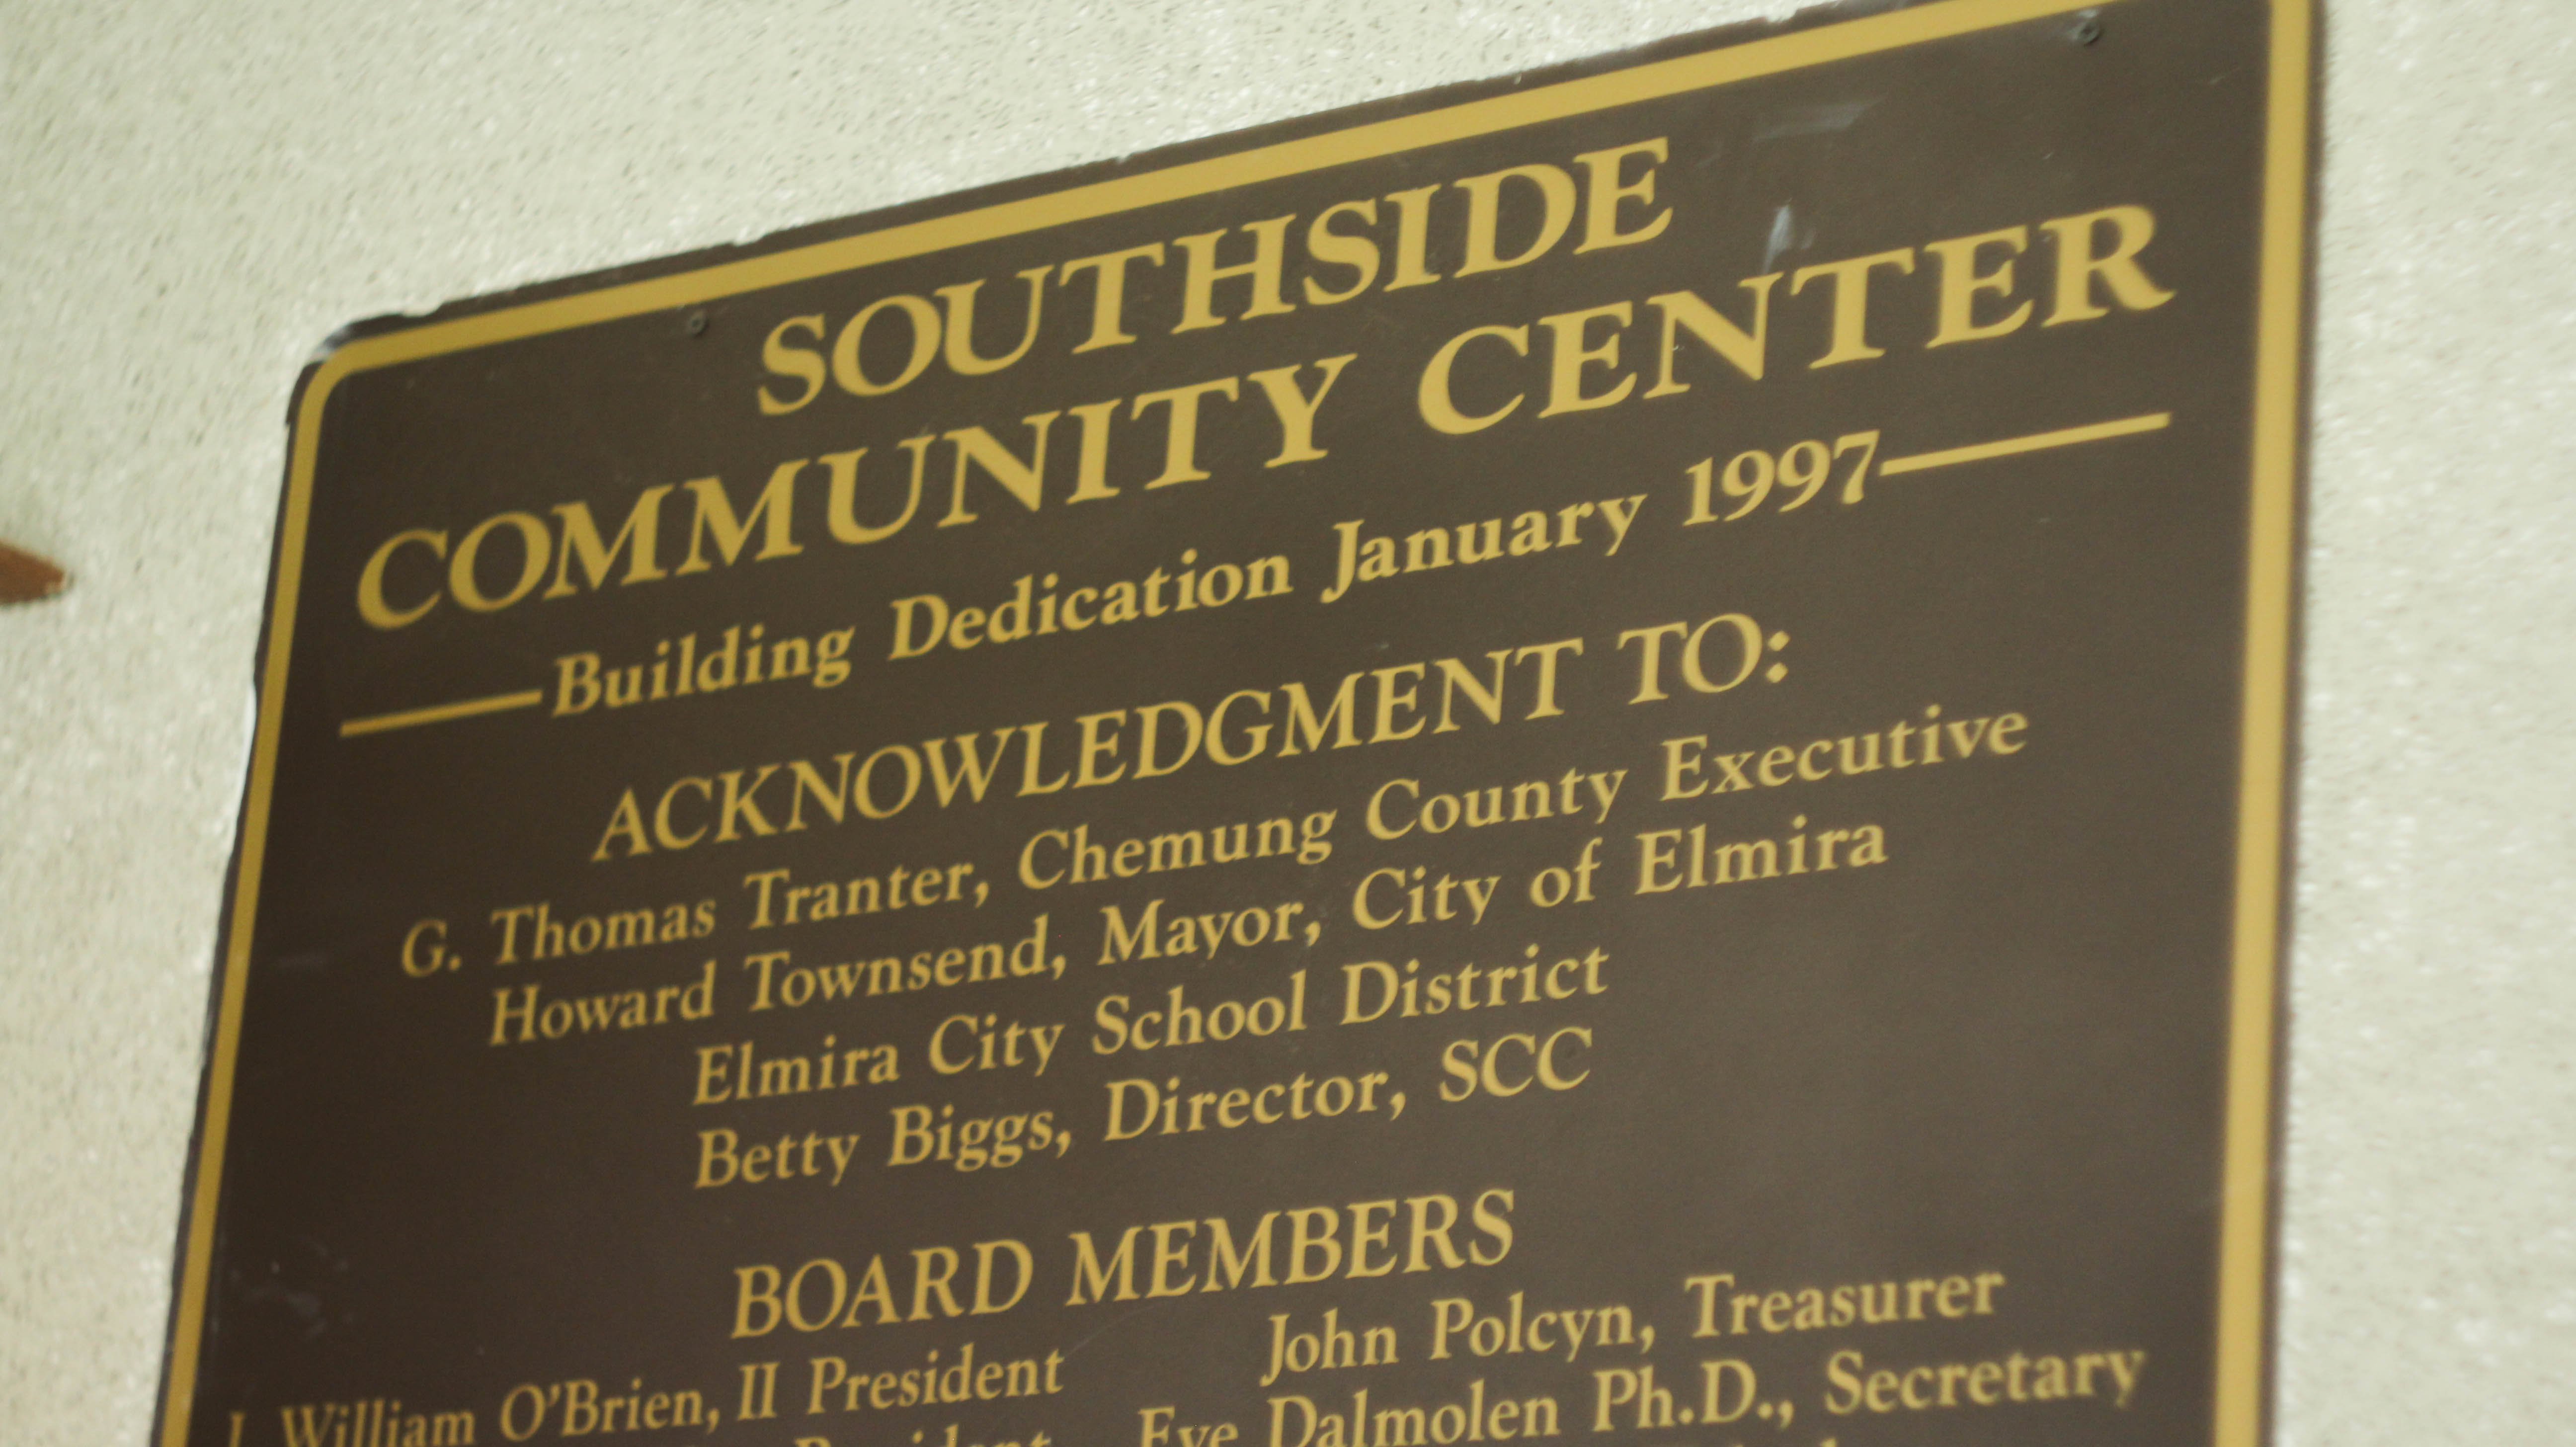 SOUTHSIDE
COMMUNITY CENTER
Building Dedication January 1997
ACKNOWLEDGMENT TO:
G. Thomas Tranter, Chemung County Executive
Howard Townsend, Mayor, City of Elmira
Elmira City School District
Betty Biggs, Director, SCC
BOARD MEMBERS
William O'Brien, II President John Polcyn, Treasurer
President Eve Dalmolen Ph.D., Secretary